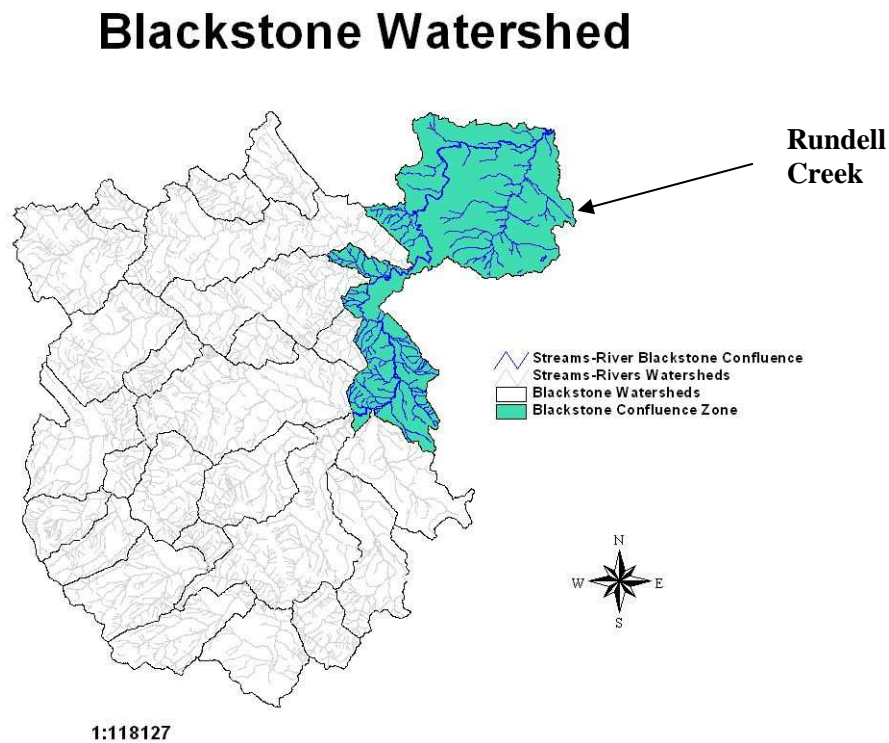 Blackstone Watershed
Rundell
Creek
Streams-River Blackstone Confluence
Streams-Rivers Watersheds
Blackstone Watersheds
Blackstone Confluence Zone
N
W E
S
1:118127